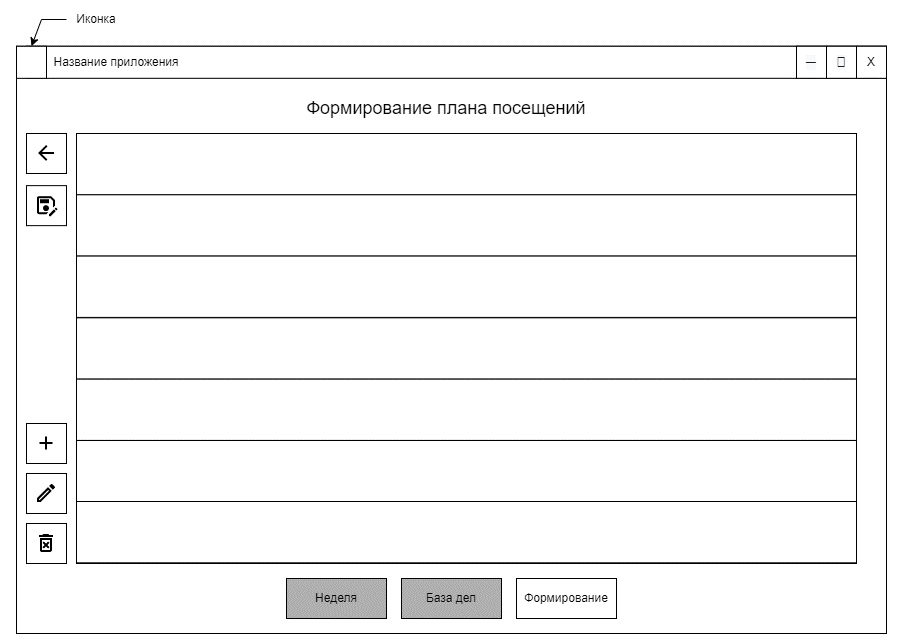 Иконка
Название приложения
X
Формирование плана посещений
Неделя
База дел
Формирование